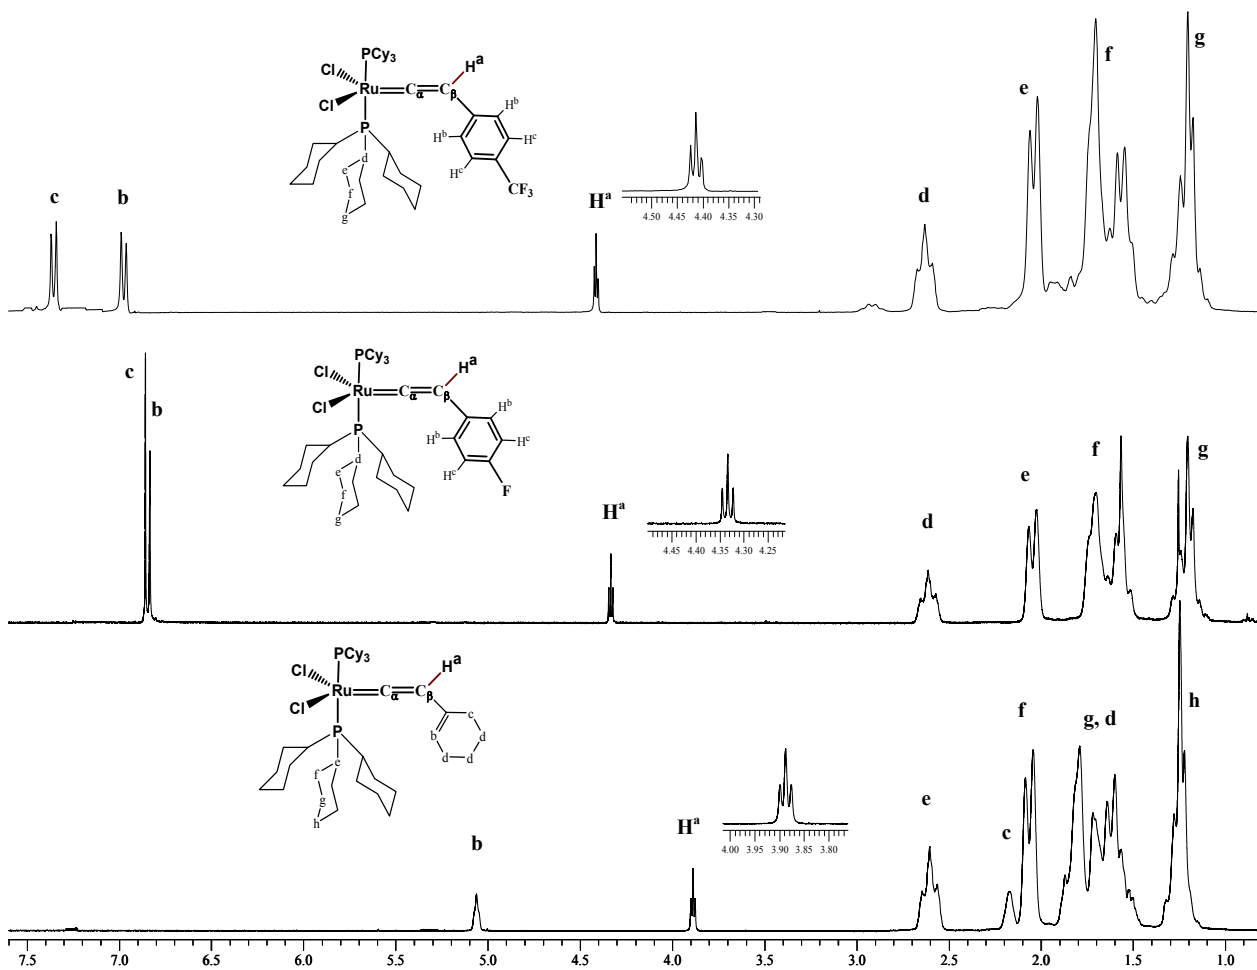 PCy3
Cl
Cl
Ru=Cα=Cβ
Ha
P
Hb
Hb
Hc
Hc
CF3
d
e
f
g
c
b
Ha
d
e
f
g
4.50 4.45 4.40 4.35 4.30
PCy3
Cl
Cl
Ru=Cα=Cβ
Ha
P
Hb
Hb
Hc
Hc
F
d
e
f
g
c
b
Ha
d
e
f
g
4.45 4.40 4.35 4.30 4.25
PCy3
Cl
Cl
Ru=Cα=Cβ
Ha
P
c
b
d
d
d
e
f
g
h
b
Ha
e
c
f
g, d
h
4.00 3.95 3.90 3.85 3.80
7.5 7.0 6.5 6.0 5.5 5.0 4.5 4.0 3.5 3.0 2.5 2.0 1.5 1.0